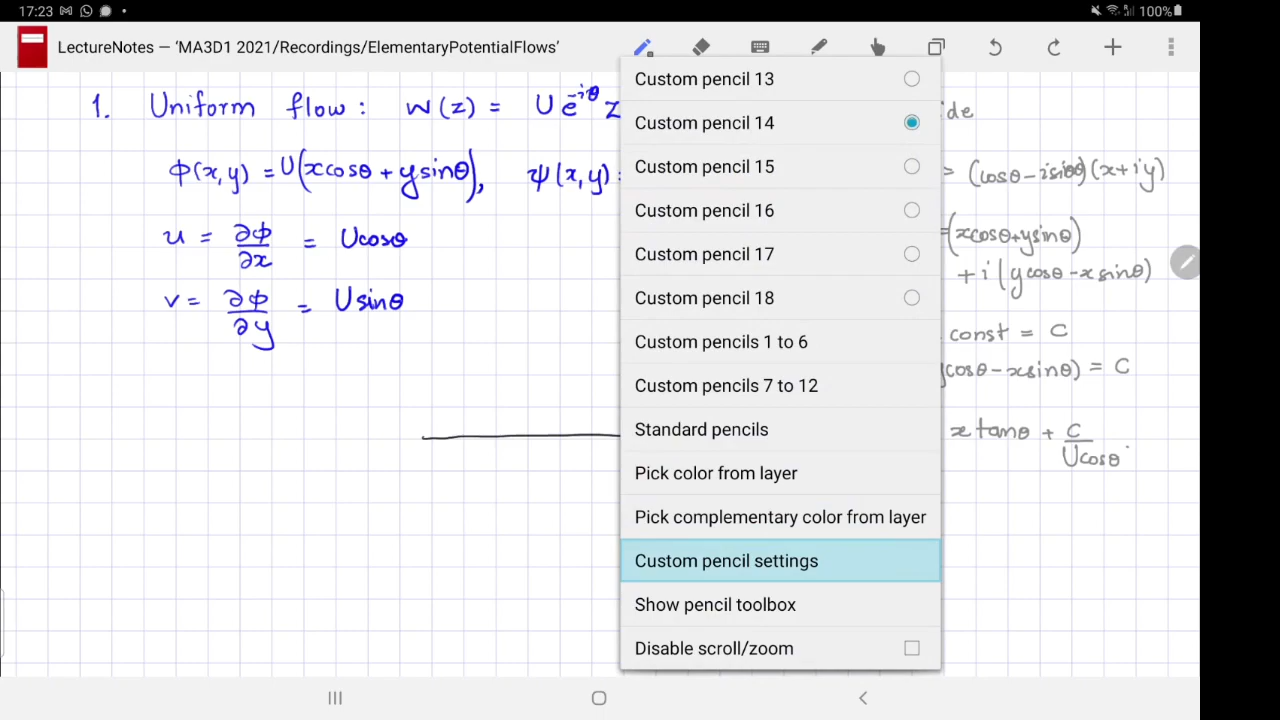 17:23 100%
LectureNotes — ‘MA3D1 2021/Recordings/ElementaryPotentialFlows’
1. Uniform flow: W(z) = U e^{-iθ} z
ϕ(x,y) = U(x cosθ + y sinθ), ψ(x,y) =
u = ∂ϕ/∂x = U cosθ
v = ∂ϕ/∂y = U sinθ
Custom pencil 13
Custom pencil 14
Custom pencil 15
Custom pencil 16
Custom pencil 17
Custom pencil 18
Custom pencils 1 to 6
Custom pencils 7 to 12
Standard pencils
Pick color from layer
Pick complementary color from layer
Custom pencil settings
Show pencil toolbox
Disable scroll/zoom
= (cosθ - i sinθ)(x+iy)
= (x cosθ + y sinθ)
+ i (y cosθ - x sinθ)
const = C
y cosθ - x sinθ) = C
x tanθ + C/(U cosθ)